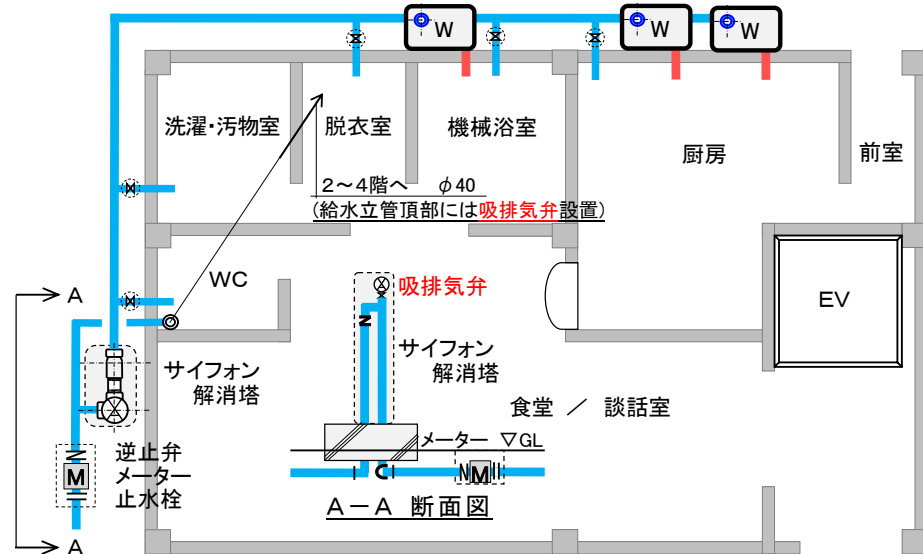 W
W
W
洗濯・汚物室
脱衣室
機械浴室
厨房
前室
2～4階へ φ40
(給水立管頂部には吸排気弁設置)
WC
吸排気弁
A
EV
サイフォン
解消塔
サイフォン
解消塔
食堂 ／ 談話室
メーター ▽GL
逆止弁
メーター
止水栓
M
M
A－A 断面図
A